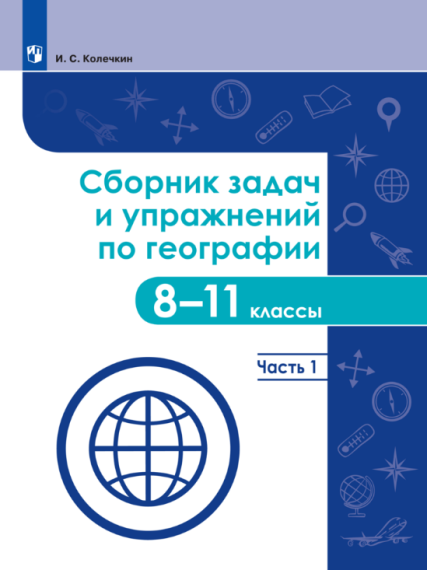 И. С. Колечкин
Сборник задач
и упражнений
по географии
8–11 классы
Часть 1